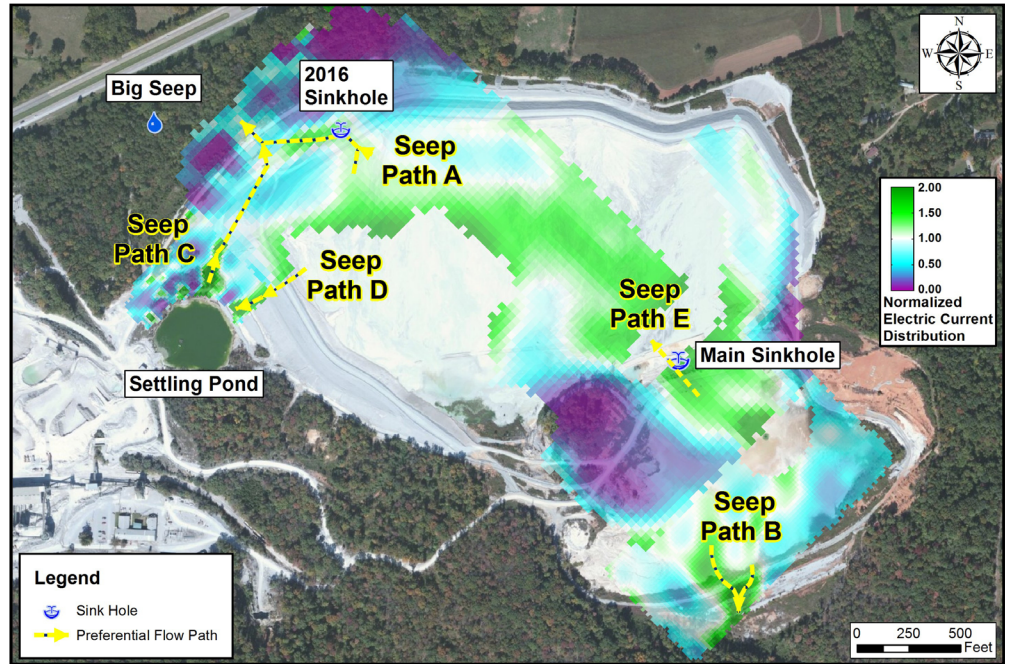 N
W
E
S
Big Seep
2016
Sinkhole
Seep
Path A
2.00
1.50
1.00
0.50
0.00
Normalized
Electric Current
Distribution
Seep
Path C
Seep
Path D
Seep
Path E
Main Sinkhole
Settling Pond
Seep
Path B
Legend
Sink Hole
Preferential Flow Path
0 250 500
Feet